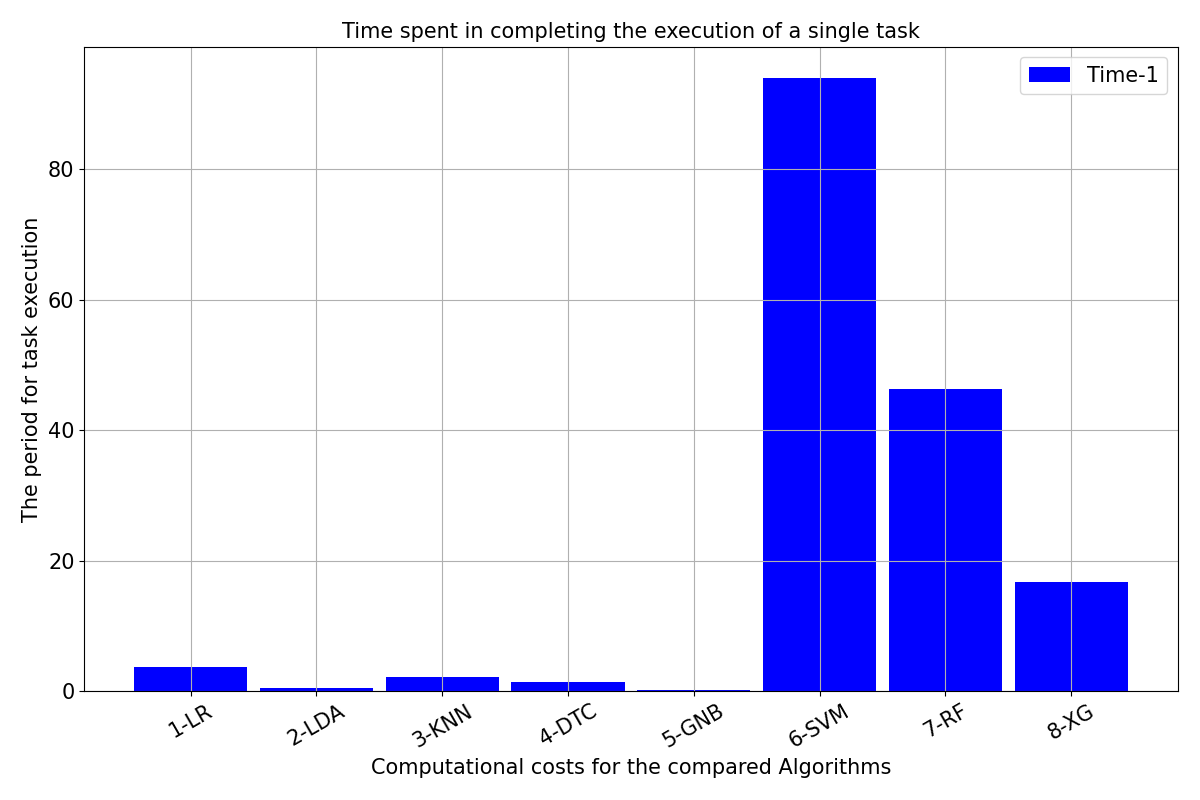 Time spent in completing the execution of a single task
Time-1
The period for task execution
80
60
40
20
0
1-LR
2-LDA
3-KNN
4-DTC
5-GNB
6-SVM
7-RF
8-XG
Computational costs for the compared Algorithms